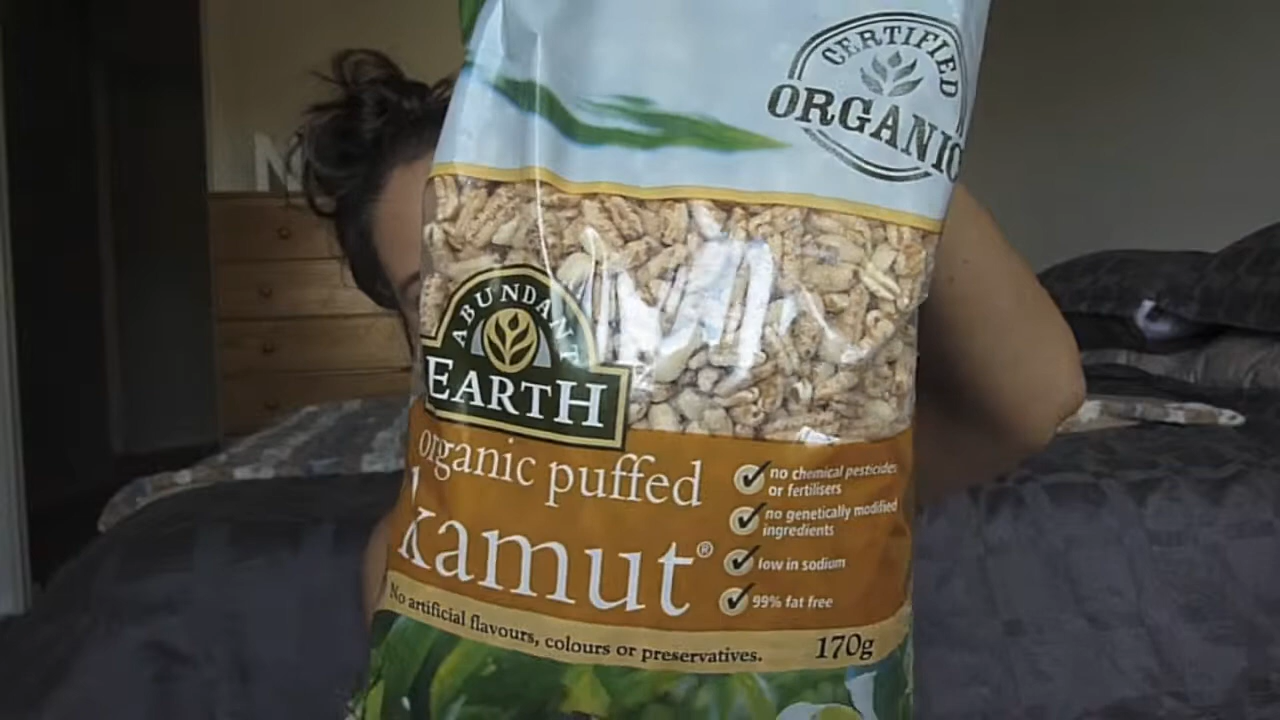 CERTIFIED
ORGANIC
ABUNDANT
EARTH
organic puffed
kamut®
no chemical pesticides
or fertilisers
no genetically modified
ingredients
low in sodium
99% fat free
No artificial flavours, colours or preservatives.
170g